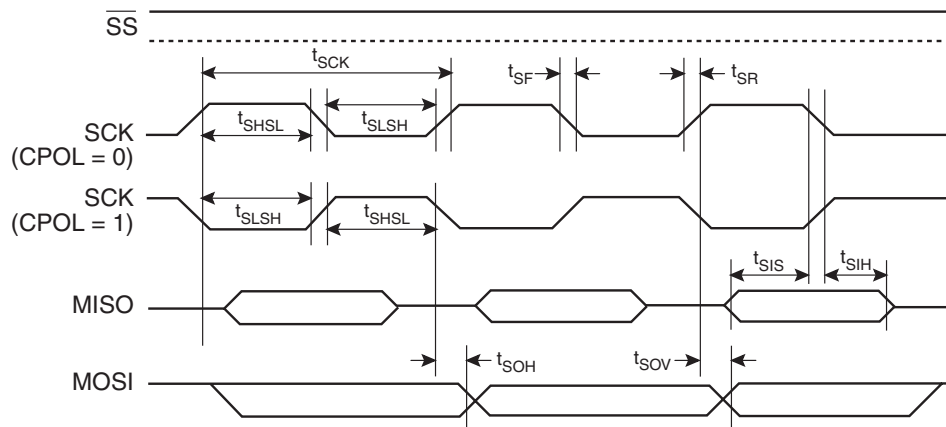 SS
tSCK
tSF
tSR
tSHSL
tSLSH
SCK
(CPOL = 0)
SCK
(CPOL = 1)
tSLSH
tSHSL
tSIS
tSIH
MISO
tSOH
tSOV
MOSI